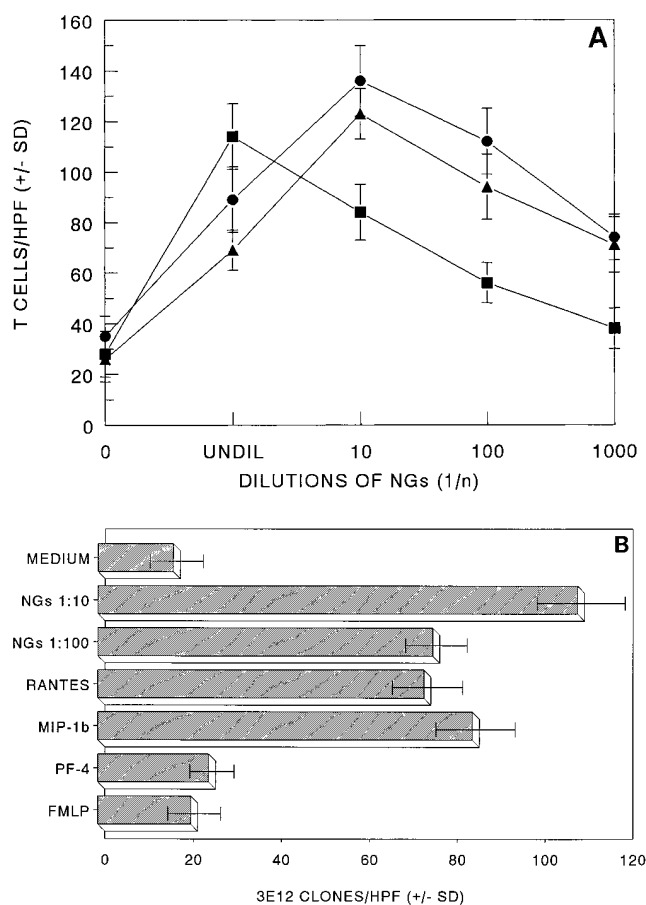 A
T CELLS/HPF (+/- SD)
160
140
120
100
80
60
40
20
0
0 UNDIL 10 100 1000
DILUTIONS OF NGs (1/n)
B
MEDIUM
NGs 1:10
NGs 1:100
RANTES
MIP-1b
PF-4
FMLP
0 20 40 60 80 100 120
3E12 CLONES/HPF (+/- SD)